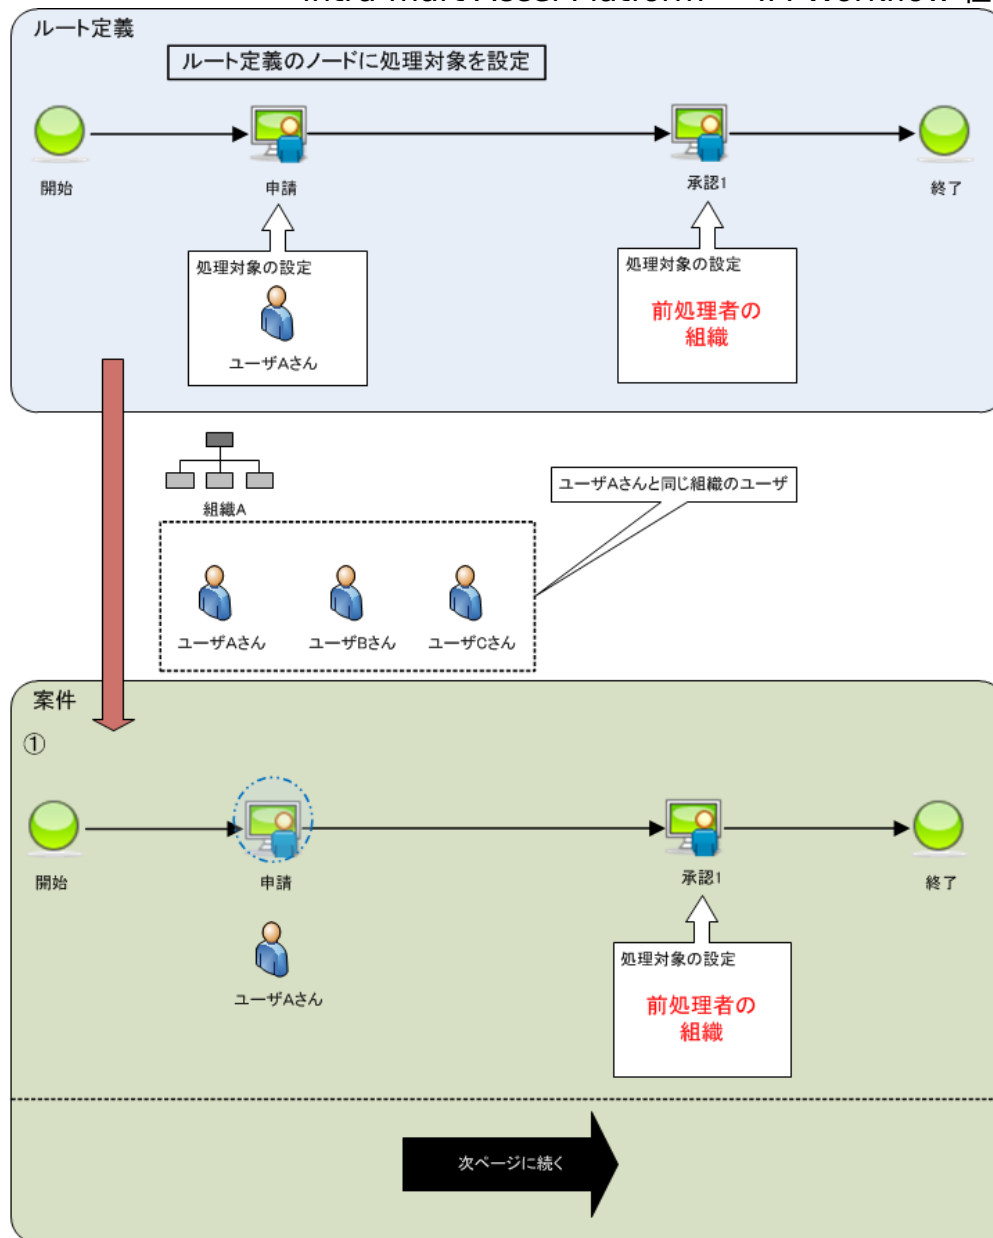 ルート定義
ルート定義のノードに処理対象を設定
開始
申請
承認1
終了
処理対象の設定
ユーザAさん
処理対象の設定
前処理者の
組織
組織A
ユーザAさんと同じ組織のユーザ
ユーザAさん
ユーザBさん
ユーザCさん
案件
①
開始
申請
承認1
終了
ユーザAさん
処理対象の設定
前処理者の
組織
次ページに続く